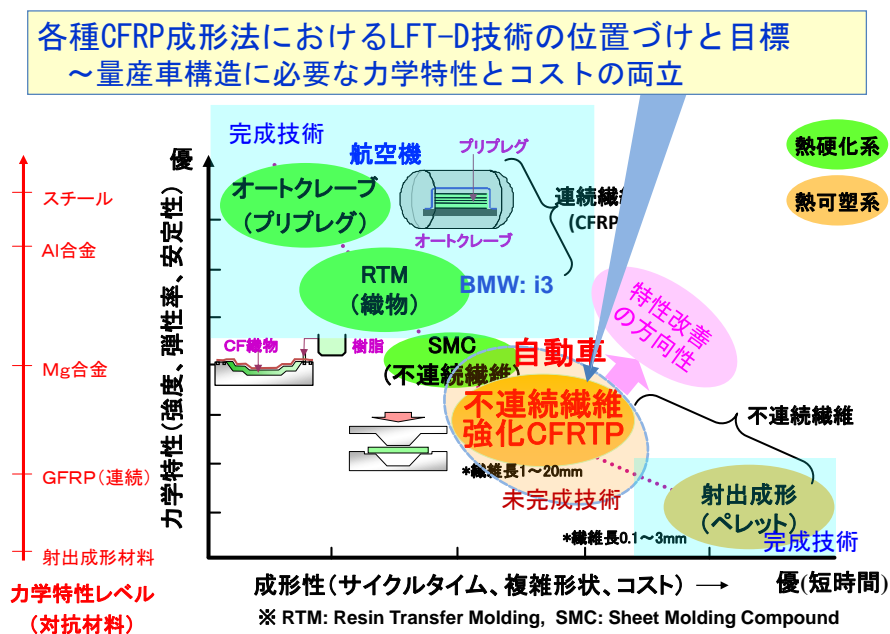 各種CFRP成形法におけるLFT-D技術の位置づけと目標
～量産車構造に必要な力学特性とコストの両立
完成技術
航空機
プリプレグ
熱硬化系
熱可塑系
優
オートクレーブ
(プリプレグ)
連続繊維
(CFRP
オートクレーブ
スチール
Al合金
Mg合金
GFRP(連続)
射出成形材料
力学特性レベル
(対抗材料)
力学特性(強度、弾性率、安定性)
RTM
(織物)
BMW: i3
特性改善
の方向性
CF織物
樹脂
SMC
(不連続繊維)
自動車
不連続繊維
強化CFRTP
*繊維長1～20mm
不連続繊維
未完成技術
射出成形
(ペレット)
*繊維長0.1～3mm
完成技術
成形性(サイクルタイム、複雑形状、コスト) → 優(短時間)
※ RTM: Resin Transfer Molding, SMC: Sheet Molding Compound